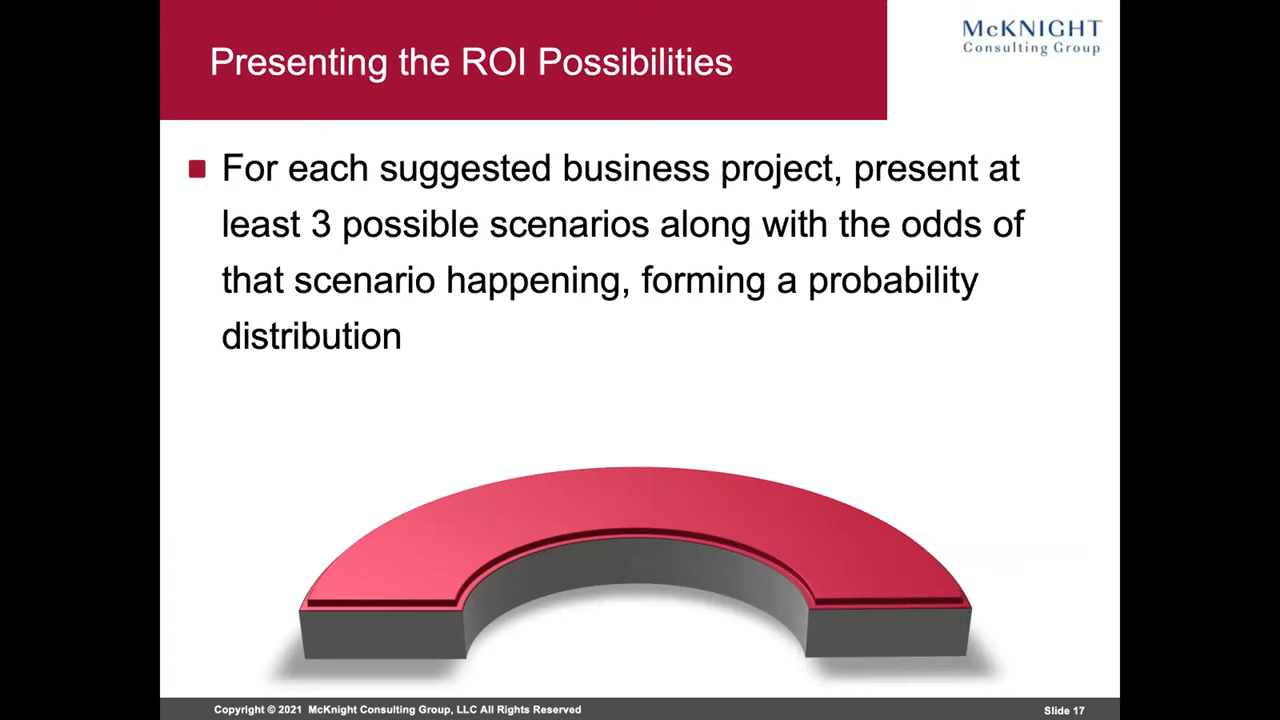 Presenting the ROI Possibilities
McKNIGHT
Consulting Group
For each suggested business project, present at
least 3 possible scenarios along with the odds of
that scenario happening, forming a probability
distribution
Copyright © 2021 McKnight Consulting Group, LLC All Rights Reserved
Slide 17